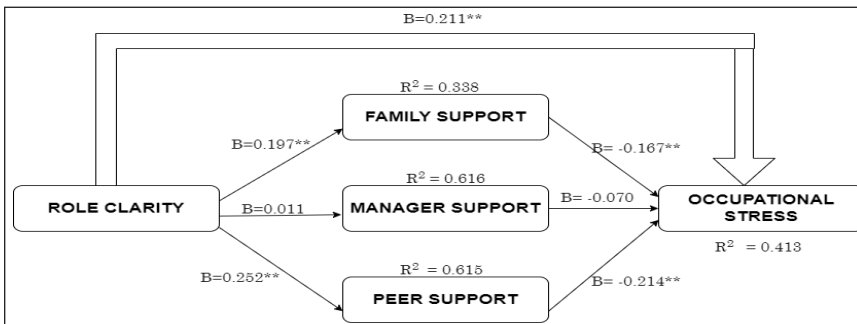 B=0.211**
R² = 0.338
FAMILY SUPPORT
B=0.197**
B= -0.167**
R² = 0.616
ROLE CLARITY
B=0.011
MANAGER SUPPORT
B= -0.070
OCCUPATIONAL
STRESS
R² = 0.413
R² = 0.615
B=0.252**
B= -0.214**
PEER SUPPORT